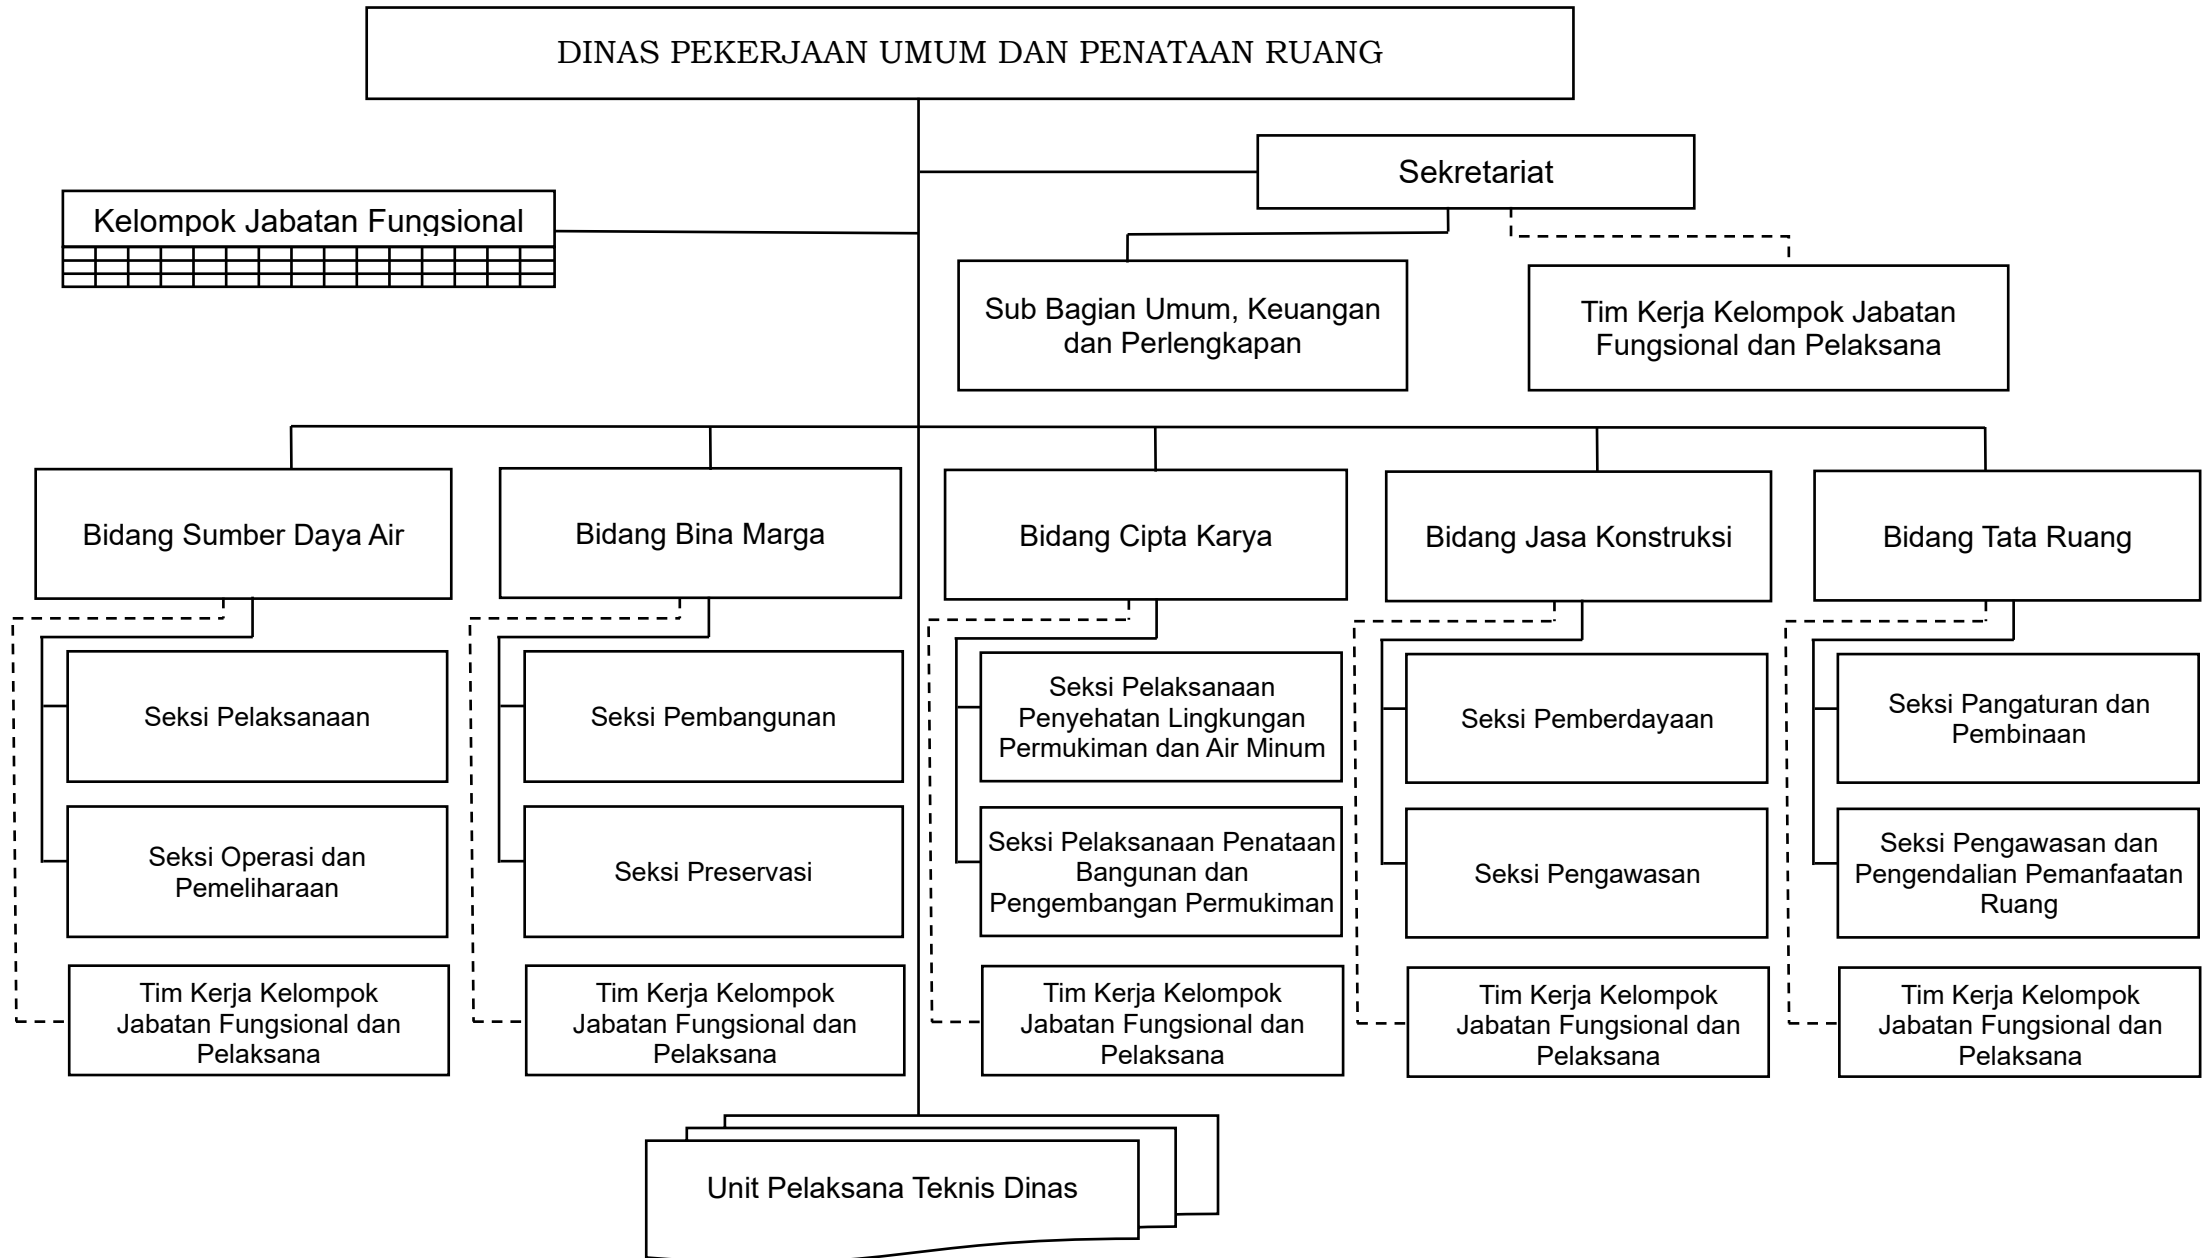 DINAS PEKERJAAN UMUM DAN PENATAAN RUANG
Sekretariat
Kelompok Jabatan Fungsional
Sub Bagian Umum, Keuangan
dan Perlengkapan
Tim Kerja Kelompok Jabatan
Fungsional dan Pelaksana
Bidang Sumber Daya Air
Bidang Bina Marga
Bidang Cipta Karya
Bidang Jasa Konstruksi
Bidang Tata Ruang
Seksi Pelaksanaan
Seksi Pembangunan
Seksi Pelaksanaan
Penyehatan Lingkungan
Permukiman dan Air Minum
Seksi Pemberdayaan
Seksi Pangaturan dan
Pembinaan
Seksi Operasi dan
Pemeliharaan
Seksi Preservasi
Seksi Pelaksanaan Penataan
Bangunan dan
Pengembangan Permukiman
Seksi Pengawasan
Seksi Pengawasan dan
Pengendalian Pemanfaatan
Ruang
Tim Kerja Kelompok
Jabatan Fungsional dan
Pelaksana
Tim Kerja Kelompok
Jabatan Fungsional dan
Pelaksana
Tim Kerja Kelompok
Jabatan Fungsional dan
Pelaksana
Tim Kerja Kelompok
Jabatan Fungsional dan
Pelaksana
Tim Kerja Kelompok
Jabatan Fungsional dan
Pelaksana
Unit Pelaksana Teknis Dinas